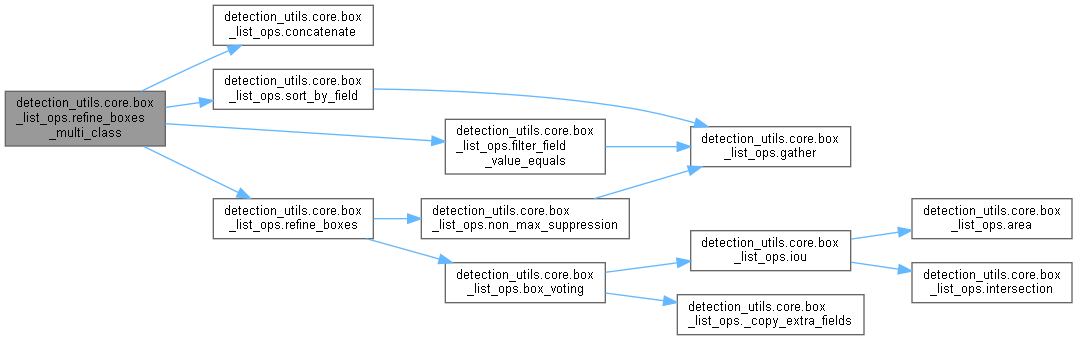 detection_utils.core.box
_list_ops.refine_boxes
_multi_class
detection_utils.core.box
_list_ops.concatenate
detection_utils.core.box
_list_ops.sort_by_field
detection_utils.core.box
_list_ops.filter_field
_value_equals
detection_utils.core.box
_list_ops.gather
detection_utils.core.box
_list_ops.refine_boxes
detection_utils.core.box
_list_ops.non_max_suppression
detection_utils.core.box
_list_ops.box_voting
detection_utils.core.box
_list_ops.iou
detection_utils.core.box
_list_ops.area
detection_utils.core.box
_list_ops.intersection
detection_utils.core.box
_list_ops._copy_extra_fields